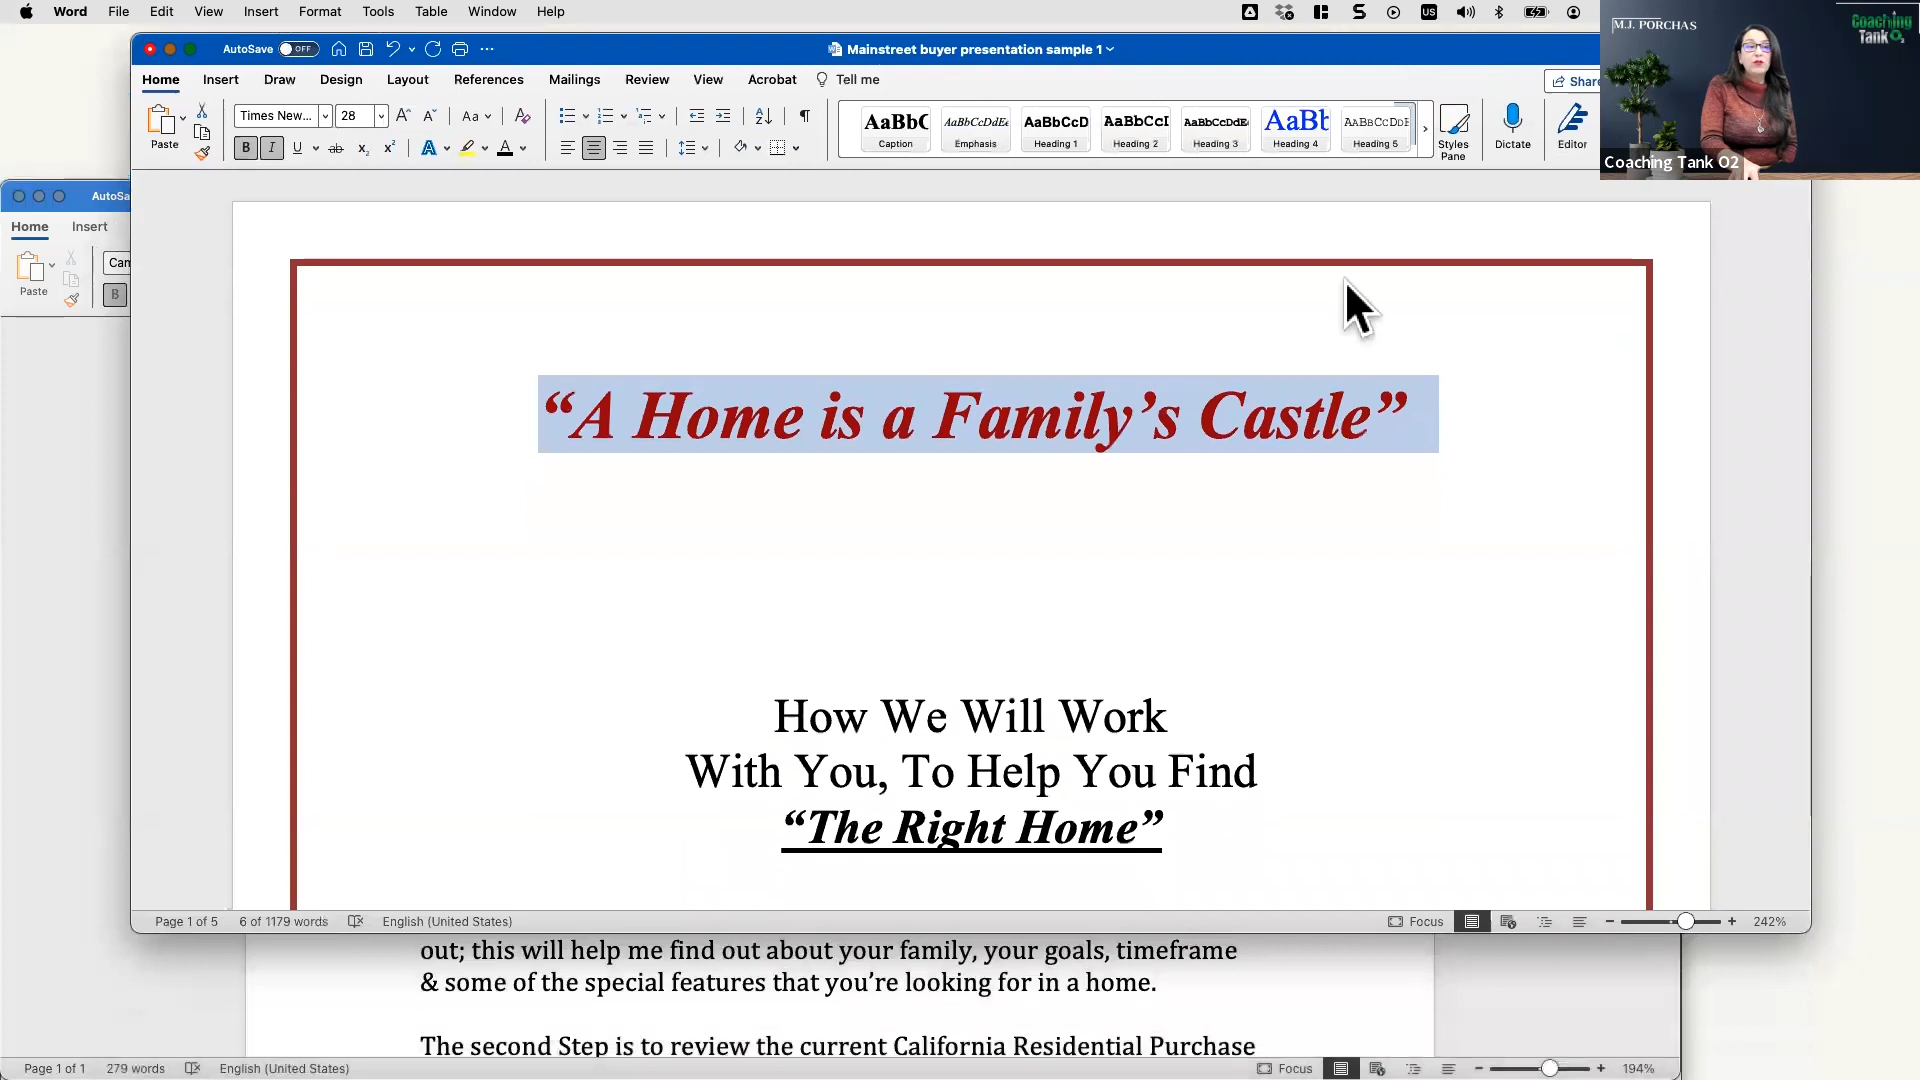 Word File Edit View Insert Format Tools Table Window Help
US
AutoSave OFF
Mainstreet buyer presentation sample 1
Home Insert Draw Design Layout References Mailings Review View Acrobat Tell me
Share
Paste
Times New... 28
AaBbC AaBbCcDdEe AaBbCcD AaBbCcI AaBbCcDdE AaBb
Caption Emphasis Heading 1 Heading 2 Heading 3 Heading 4 Heading 5
Styles Pane
Dictate
Editor
M.J. PORCHAS
Coaching
Tank O2
Coaching Tank O2
Home Insert
Paste
B
“A Home is a Family’s Castle”
How We Will Work
With You, To Help You Find
“The Right Home”
Page 1 of 5 6 of 1179 words English (United States) Focus 242%
out; this will help me find out about your family, your goals, timeframe
& some of the special features that you’re looking for in a home.
The second Step is to review the current California Residential Purchase
Page 1 of 1 279 words English (United States) Focus 194%